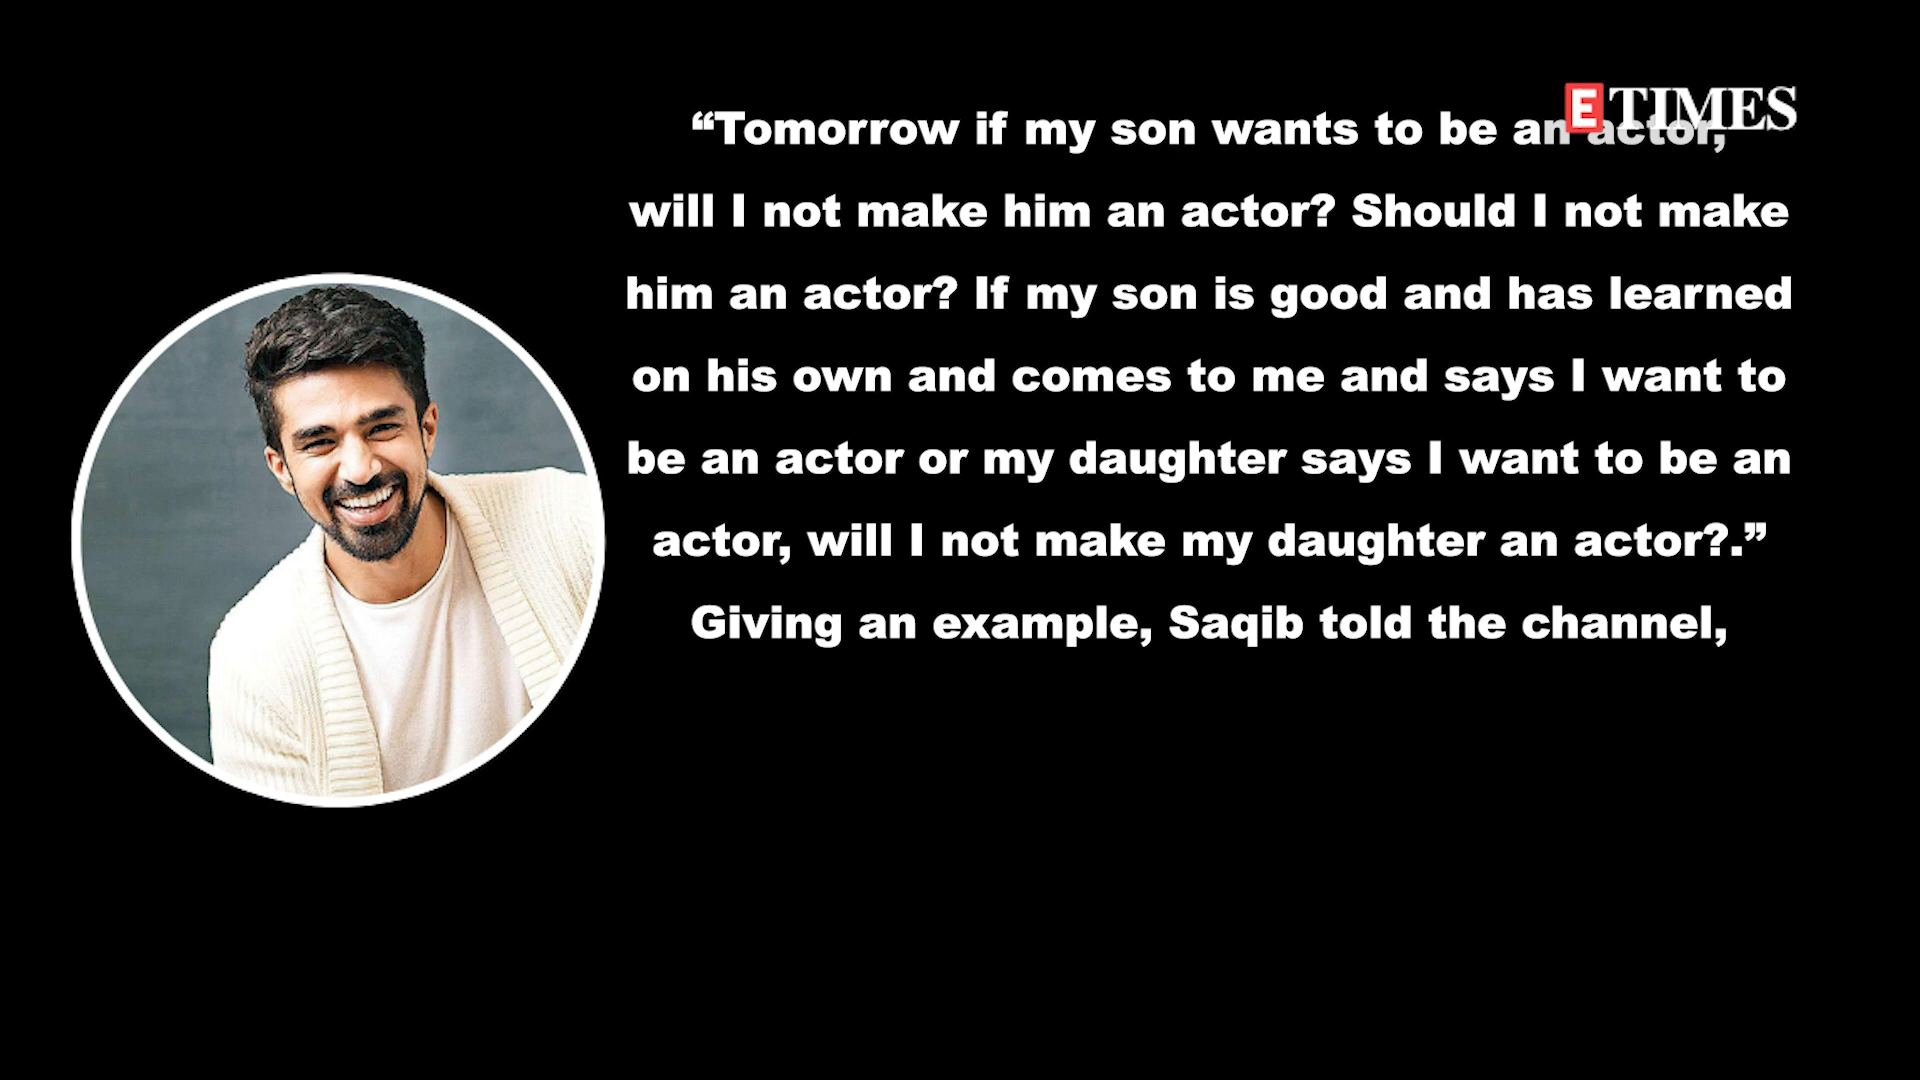 ETIMES
“Tomorrow if my son wants to be an actor,
will I not make him an actor? Should I not make
him an actor? If my son is good and has learned
on his own and comes to me and says I want to
be an actor or my daughter says I want to be an
actor, will I not make my daughter an actor?.”
Giving an example, Saqib told the channel,